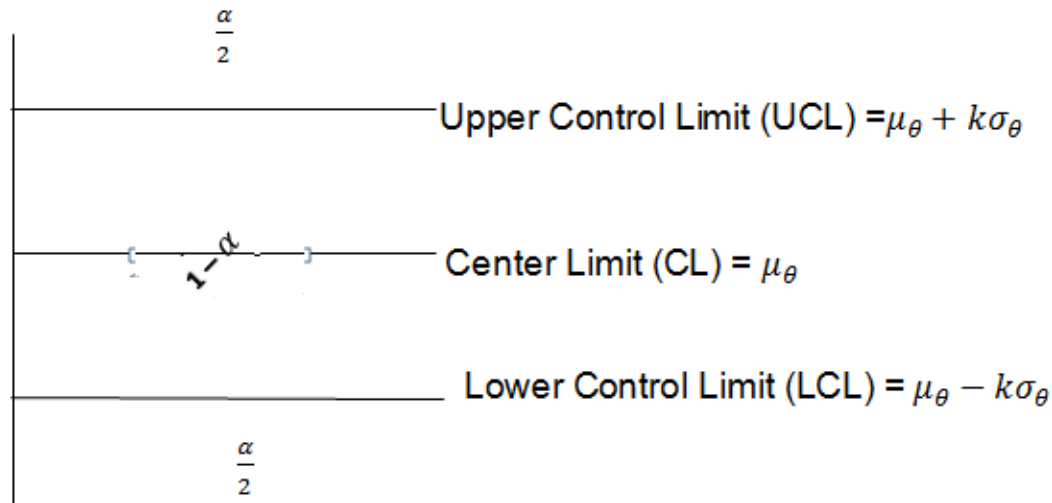 α/2
Upper Control Limit (UCL) =μ_θ + kσ_θ
1 − α
Center Limit (CL) = μ_θ
Lower Control Limit (LCL) = μ_θ − kσ_θ
α/2